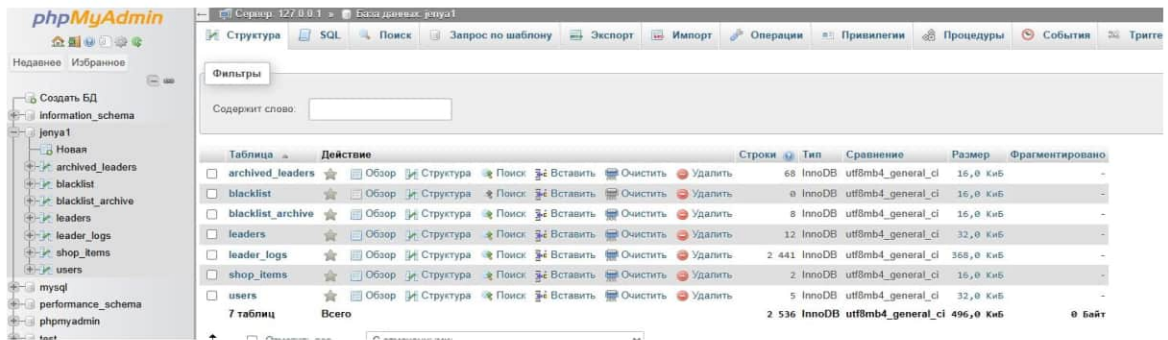 phpMyAdmin
Недавнее Избранное
Создать БД
information_schema
jenya1
Новая
archived_leaders
blacklist
blacklist_archive
leaders
leader_logs
shop_items
users
mysql
performance_schema
phpmyadmin
test
Сервер: 127.0.0.1 » База данных: jenya1
Структура SQL Поиск Запрос по шаблону Экспорт Импорт Операции Привилегии Процедуры События
Фильтры
Содержит слово:
Таблица Действие Строки Тип Сравнение Размер Фрагментировано
archived_leaders Обзор Структура Поиск Вставить Очистить Удалить 68 InnoDB utf8mb4_general_ci 16,0 КиБ -
blacklist Обзор Структура Поиск Вставить Очистить Удалить 0 InnoDB utf8mb4_general_ci 16,0 КиБ -
blacklist_archive Обзор Структура Поиск Вставить Очистить Удалить 8 InnoDB utf8mb4_general_ci 16,0 КиБ -
leaders Обзор Структура Поиск Вставить Очистить Удалить 12 InnoDB utf8mb4_general_ci 32,0 КиБ -
leader_logs Обзор Структура Поиск Вставить Очистить Удалить 2 441 InnoDB utf8mb4_general_ci 368,0 КиБ -
shop_items Обзор Структура Поиск Вставить Очистить Удалить 2 InnoDB utf8mb4_general_ci 16,0 КиБ -
users Обзор Структура Поиск Вставить Очистить Удалить 5 InnoDB utf8mb4_general_ci 32,0 КиБ -
7 таблиц Всего 2 536 InnoDB utf8mb4_general_ci 496,0 КиБ 0 Байт